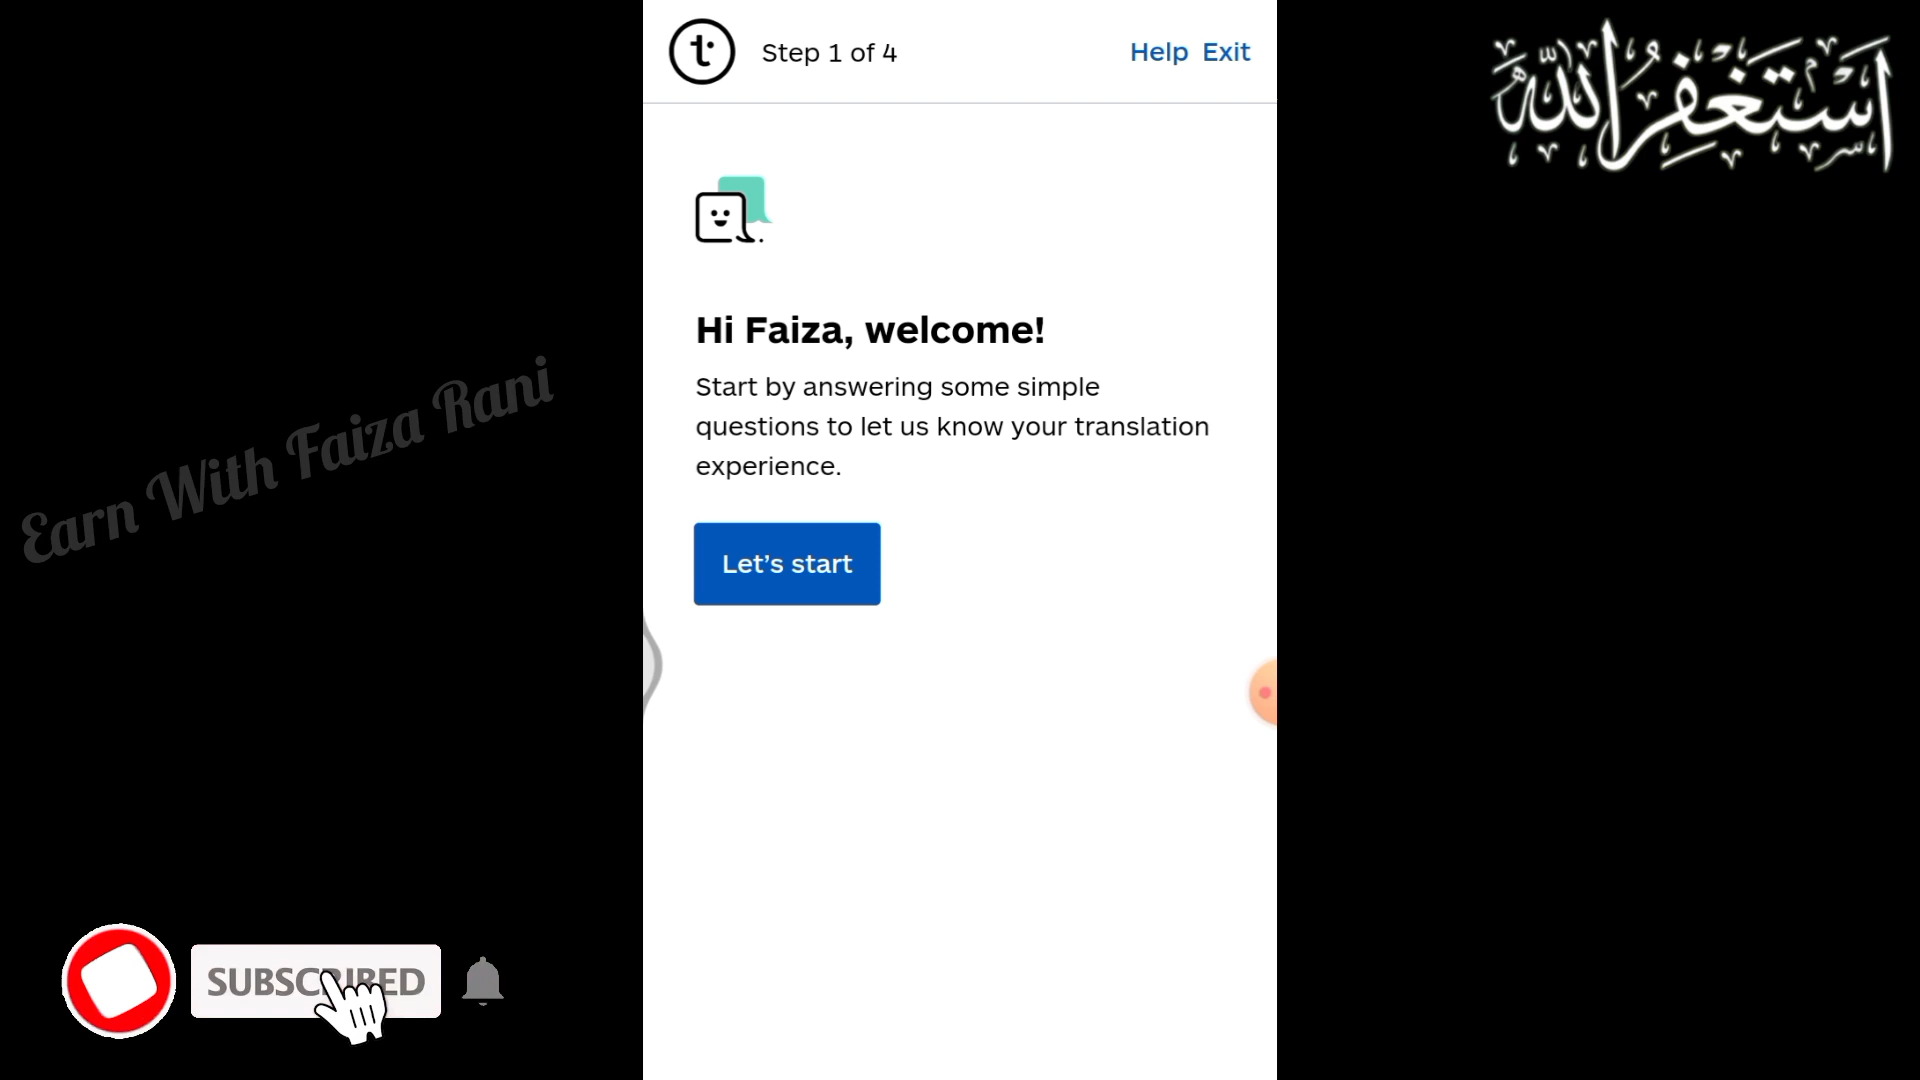 t
Step 1 of 4
Help Exit
أستغفر الله
Hi Faiza, welcome!
Start by answering some simple
questions to let us know your translation
experience.
Let's start
Earn With Faiza Rani
SUBSCRIBED